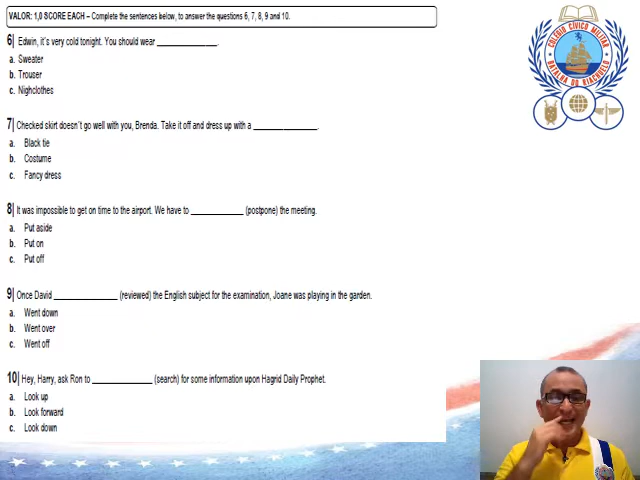 VALOR: 1,0 SCORE EACH – Complete the sentences below, to answer the questions 6, 7, 8, 9 and 10.
6| Edwin, it´s very cold tonight. You should wear _______________.
a. Sweater
b. Trouser
c. Nighclothes
7| Checked skirt doesn´t go well with you, Brenda. Take it off and dress up with a _______________.
a. Black tie
b. Costume
c. Fancy dress
8| It was impossible to get on time to the airport. We have to _____________ (postpone) the meeting.
a. Put aside
b. Put on
c. Put off
9| Once David _______________ (reviewed) the English subject for the examination, Joane was playing in the garden.
a. Went down
b. Went over
c. Went off
10| Hey, Harry, ask Ron to ______________ (search) for some information upon Hagrid Daily Prophet.
a. Look up
b. Look forward
c. Look down
COLÉGIO CÍVICO MILITAR
BATALHA DO RIACHUELO